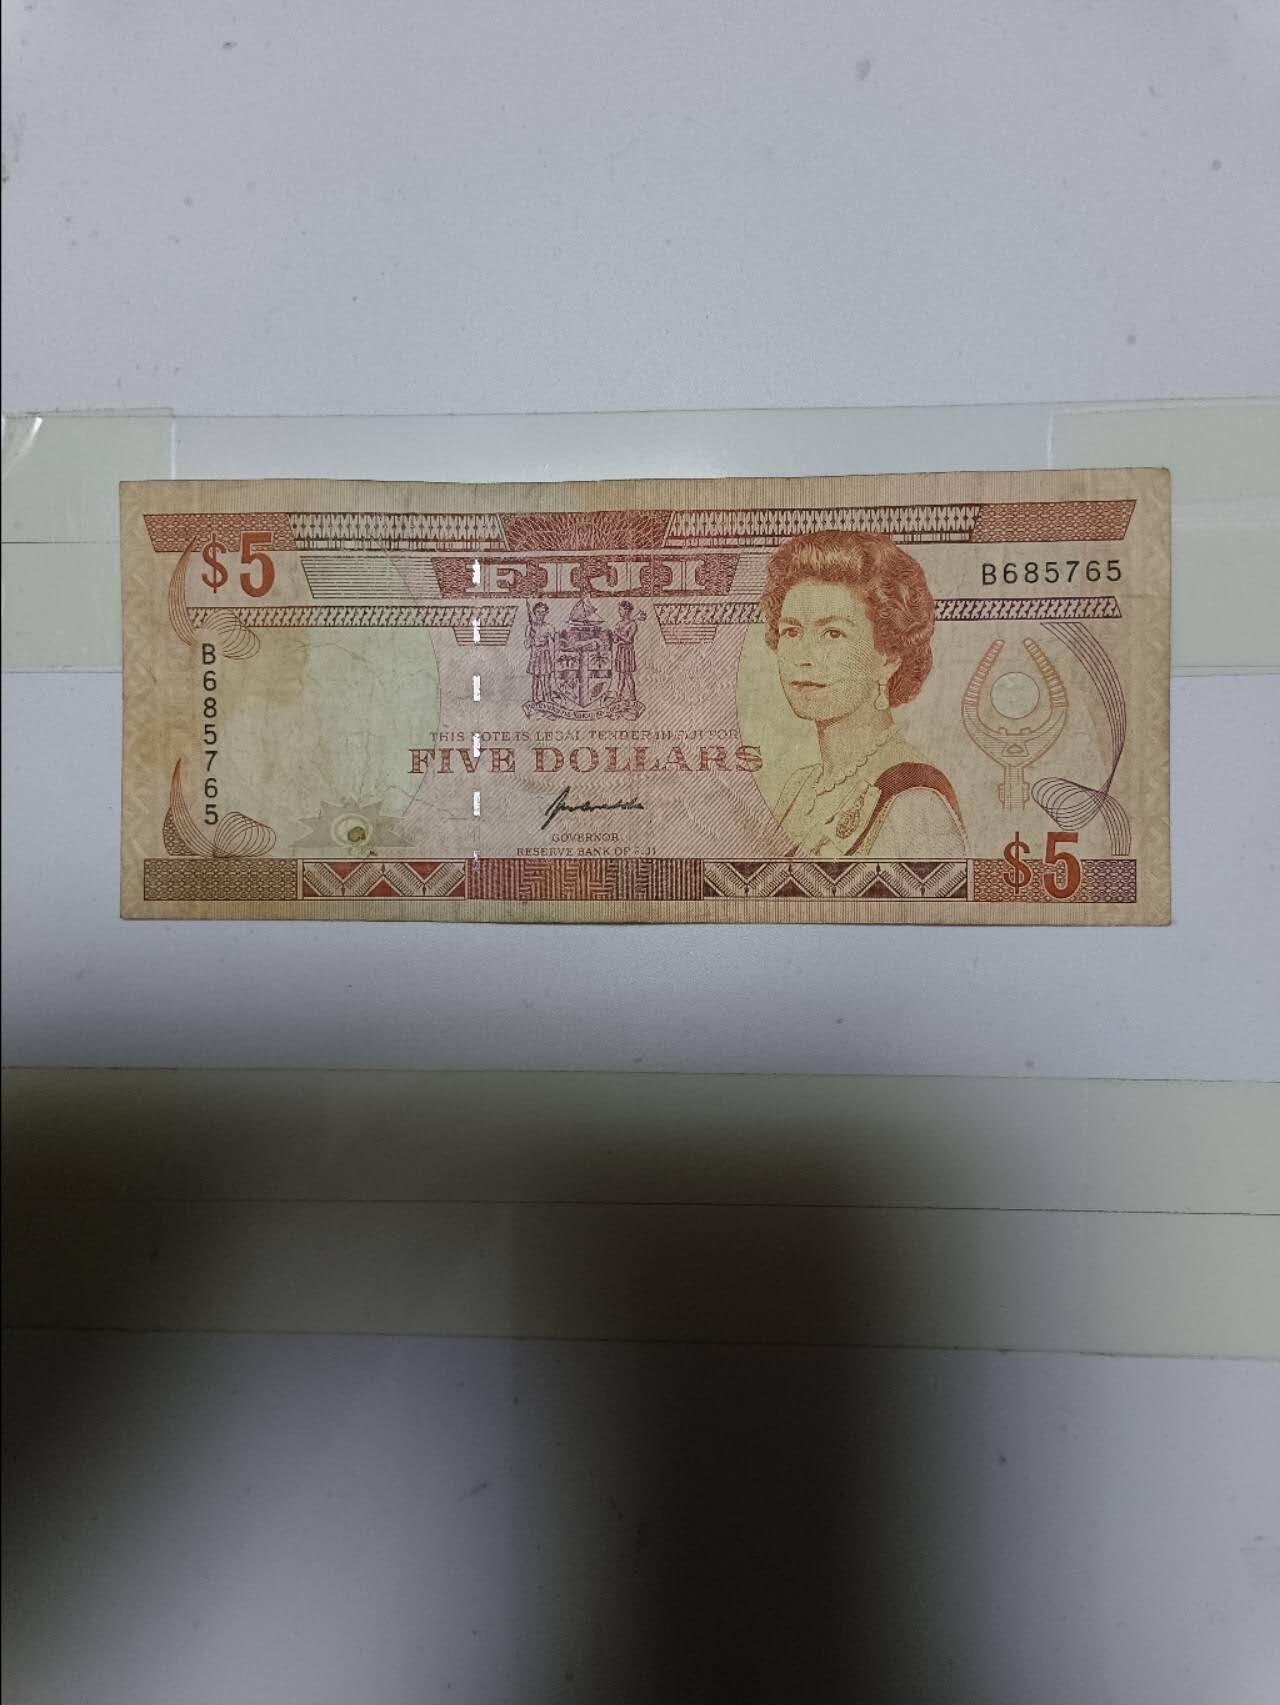 $5
FIJI
B685765
B685765
THIS NOTE IS LEGAL TENDER IN FIJI FOR
FIVE DOLLARS
GOVERNOR
RESERVE BANK OF FIJI
$5